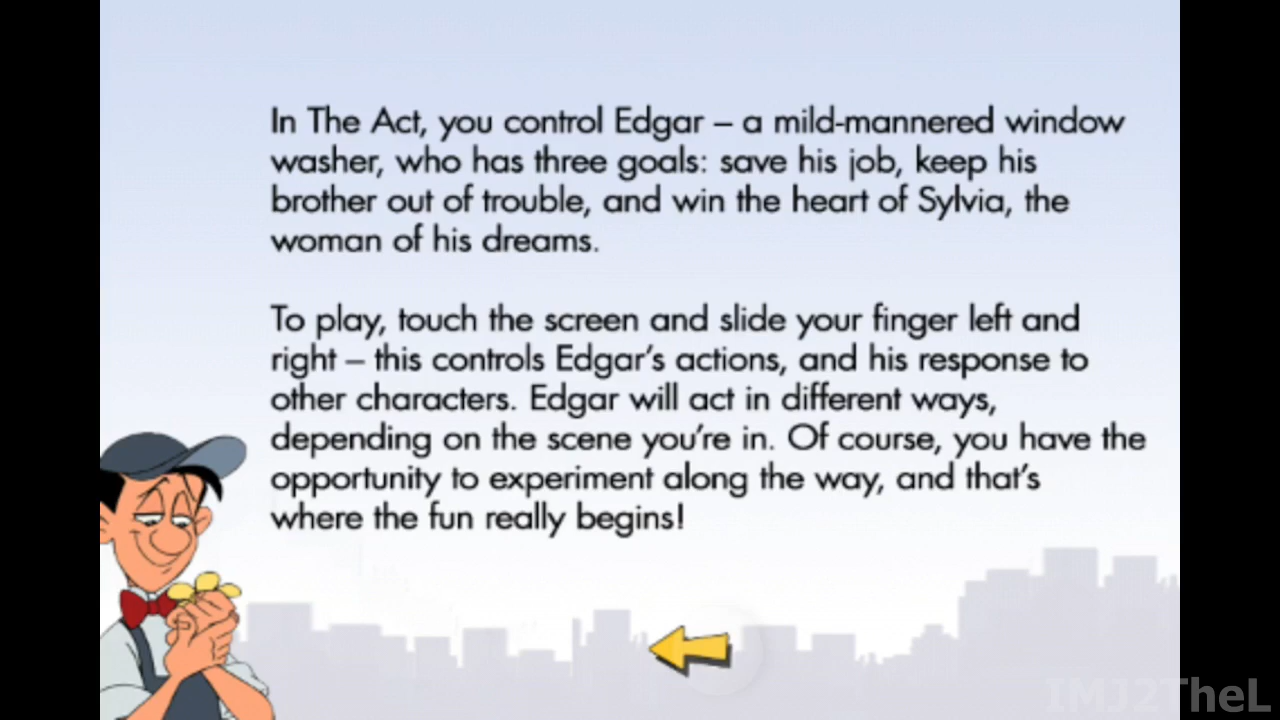 In The Act, you control Edgar – a mild-mannered window
washer, who has three goals: save his job, keep his
brother out of trouble, and win the heart of Sylvia, the
woman of his dreams.
To play, touch the screen and slide your finger left and
right – this controls Edgar’s actions, and his response to
other characters. Edgar will act in different ways,
depending on the scene you’re in. Of course, you have the
opportunity to experiment along the way, and that’s
where the fun really begins!
IMJ2TheL